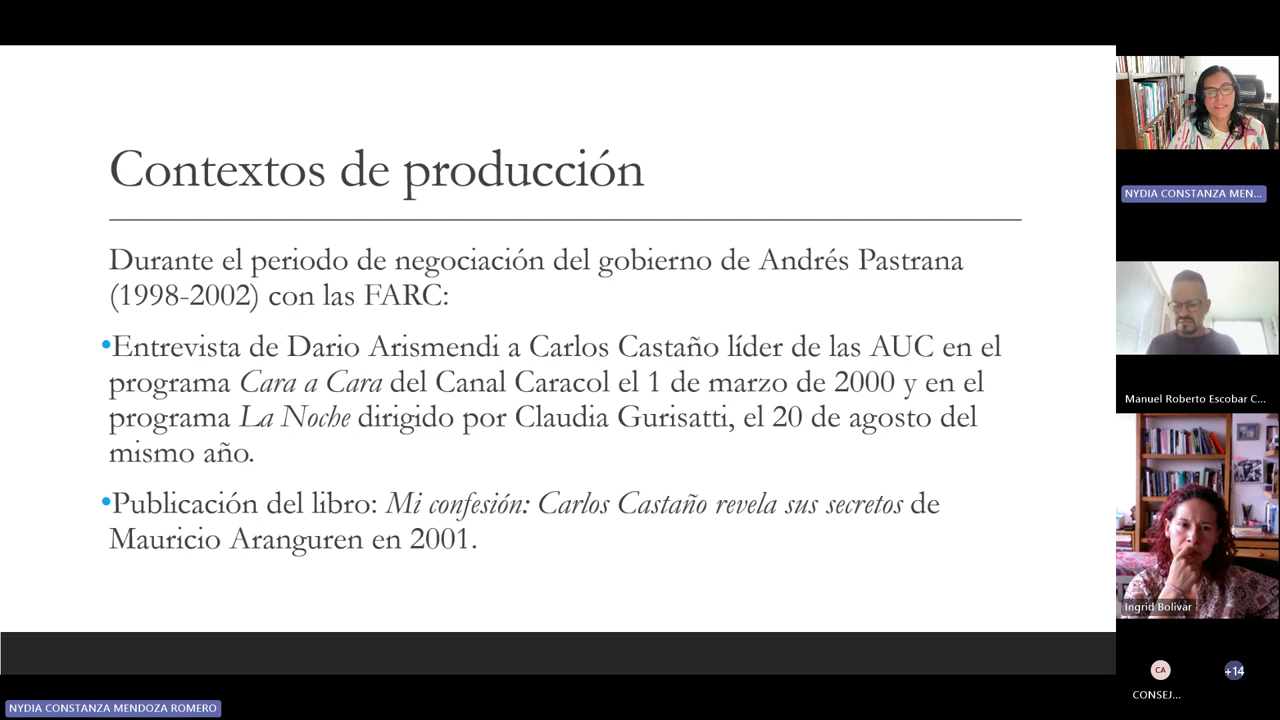 Contextos de producción
Durante el periodo de negociación del gobierno de Andrés Pastrana
(1998-2002) con las FARC:
•Entrevista de Dario Arismendi a Carlos Castaño líder de las AUC en el
programa Cara a Cara del Canal Caracol el 1 de marzo de 2000 y en el
programa La Noche dirigido por Claudia Gurisatti, el 20 de agosto del
mismo año.
•Publicación del libro: Mi confesión: Carlos Castaño revela sus secretos de
Mauricio Aranguren en 2001.
NYDIA CONSTANZA MEN...
Manuel Roberto Escobar C...
Ingrid Bolivar
CA
+14
CONSEJ...
NYDIA CONSTANZA MENDOZA ROMERO